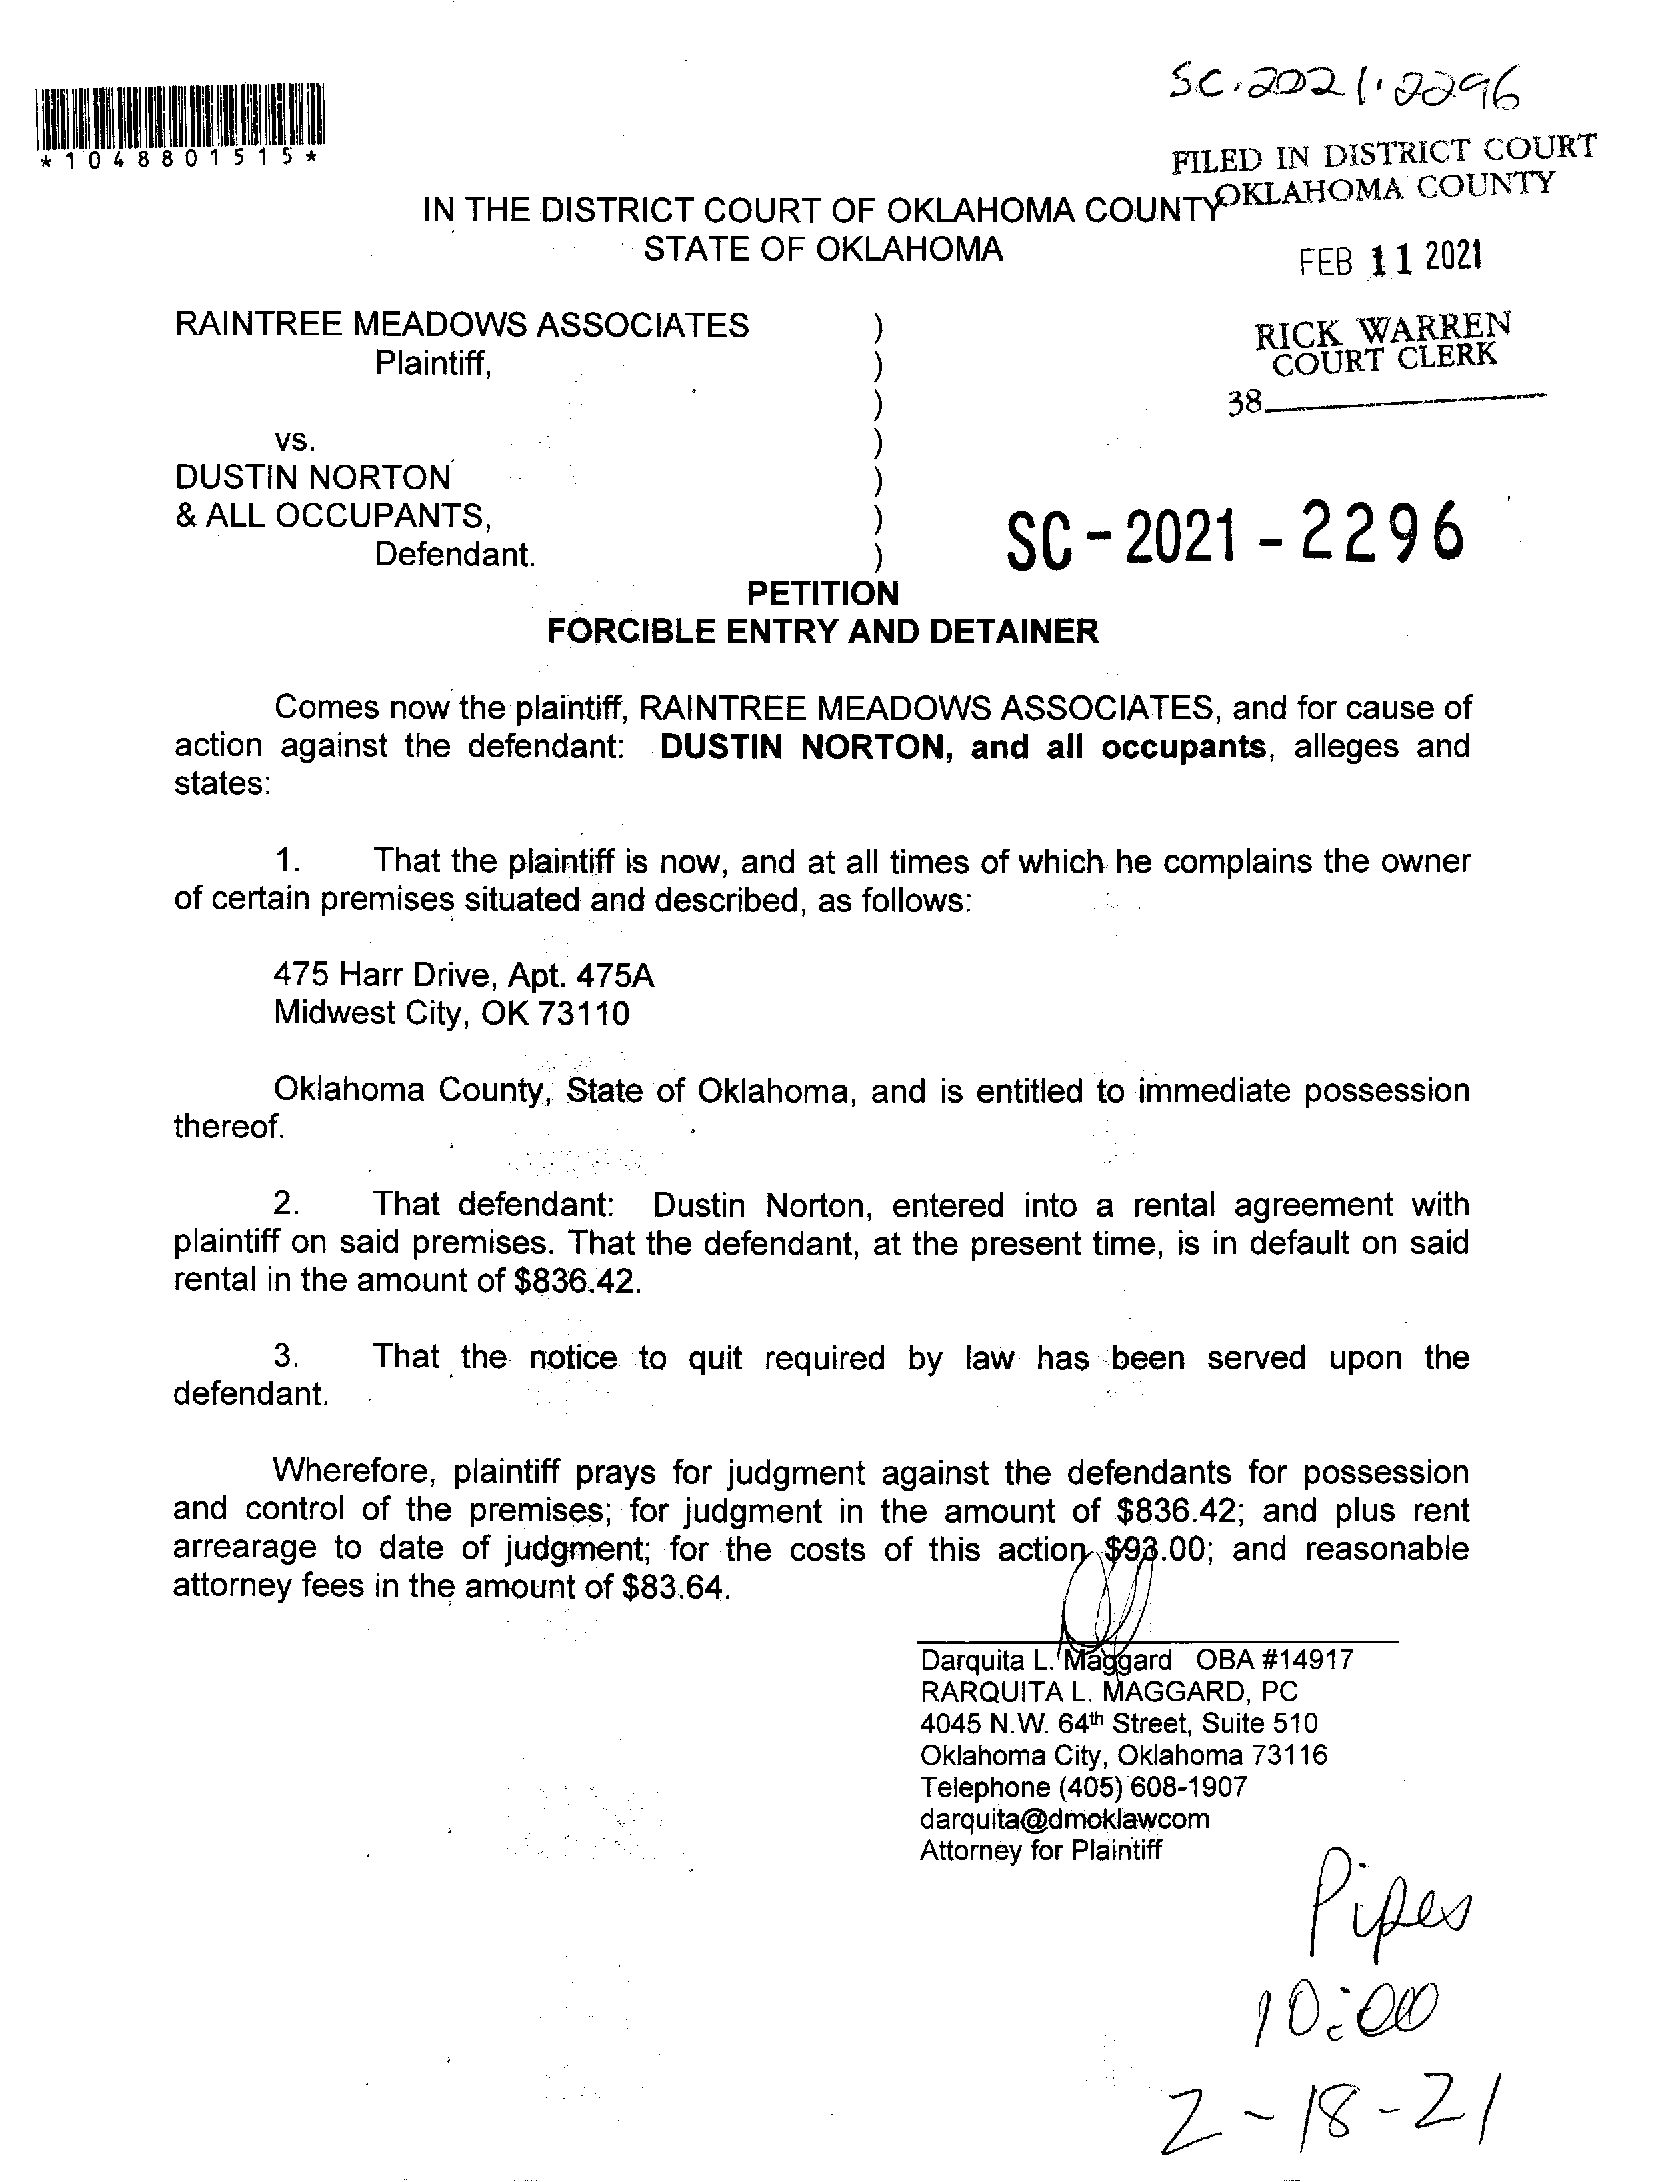 SC-2021-2296
*1048801515*
FILED IN DISTRICT COURT
OKLAHOMA COUNTY
IN THE DISTRICT COURT OF OKLAHOMA COUNTY
STATE OF OKLAHOMA
FEB 11 2021
RAINTREE MEADOWS ASSOCIATES )
Plaintiff, )
)
RICK WARREN
COURT CLERK
38
vs. )
DUSTIN NORTON )
& ALL OCCUPANTS, )
Defendant. )
SC-2021-2296
PETITION
FORCIBLE ENTRY AND DETAINER
Comes now the plaintiff, RAINTREE MEADOWS ASSOCIATES, and for cause of
action against the defendant: DUSTIN NORTON, and all occupants, alleges and
states:
1. That the plaintiff is now, and at all times of which he complains the owner
of certain premises situated and described, as follows:
475 Harr Drive, Apt. 475A
Midwest City, OK 73110
Oklahoma County, State of Oklahoma, and is entitled to immediate possession
thereof.
2. That defendant: Dustin Norton, entered into a rental agreement with
plaintiff on said premises. That the defendant, at the present time, is in default on said
rental in the amount of $836.42.
3. That the notice to quit required by law has been served upon the
defendant.
Wherefore, plaintiff prays for judgment against the defendants for possession
and control of the premises; for judgment in the amount of $836.42; and plus rent
arrearage to date of judgment; for the costs of this action $93.00; and reasonable
attorney fees in the amount of $83.64.
Darquita L. Maggard OBA #14917
RARQUITA L. MAGGARD, PC
4045 N.W. 64th Street, Suite 510
Oklahoma City, Oklahoma 73116
Telephone (405) 608-1907
darquita@dmoklawcom
Attorney for Plaintiff
Pipes
10:00
2-18-21